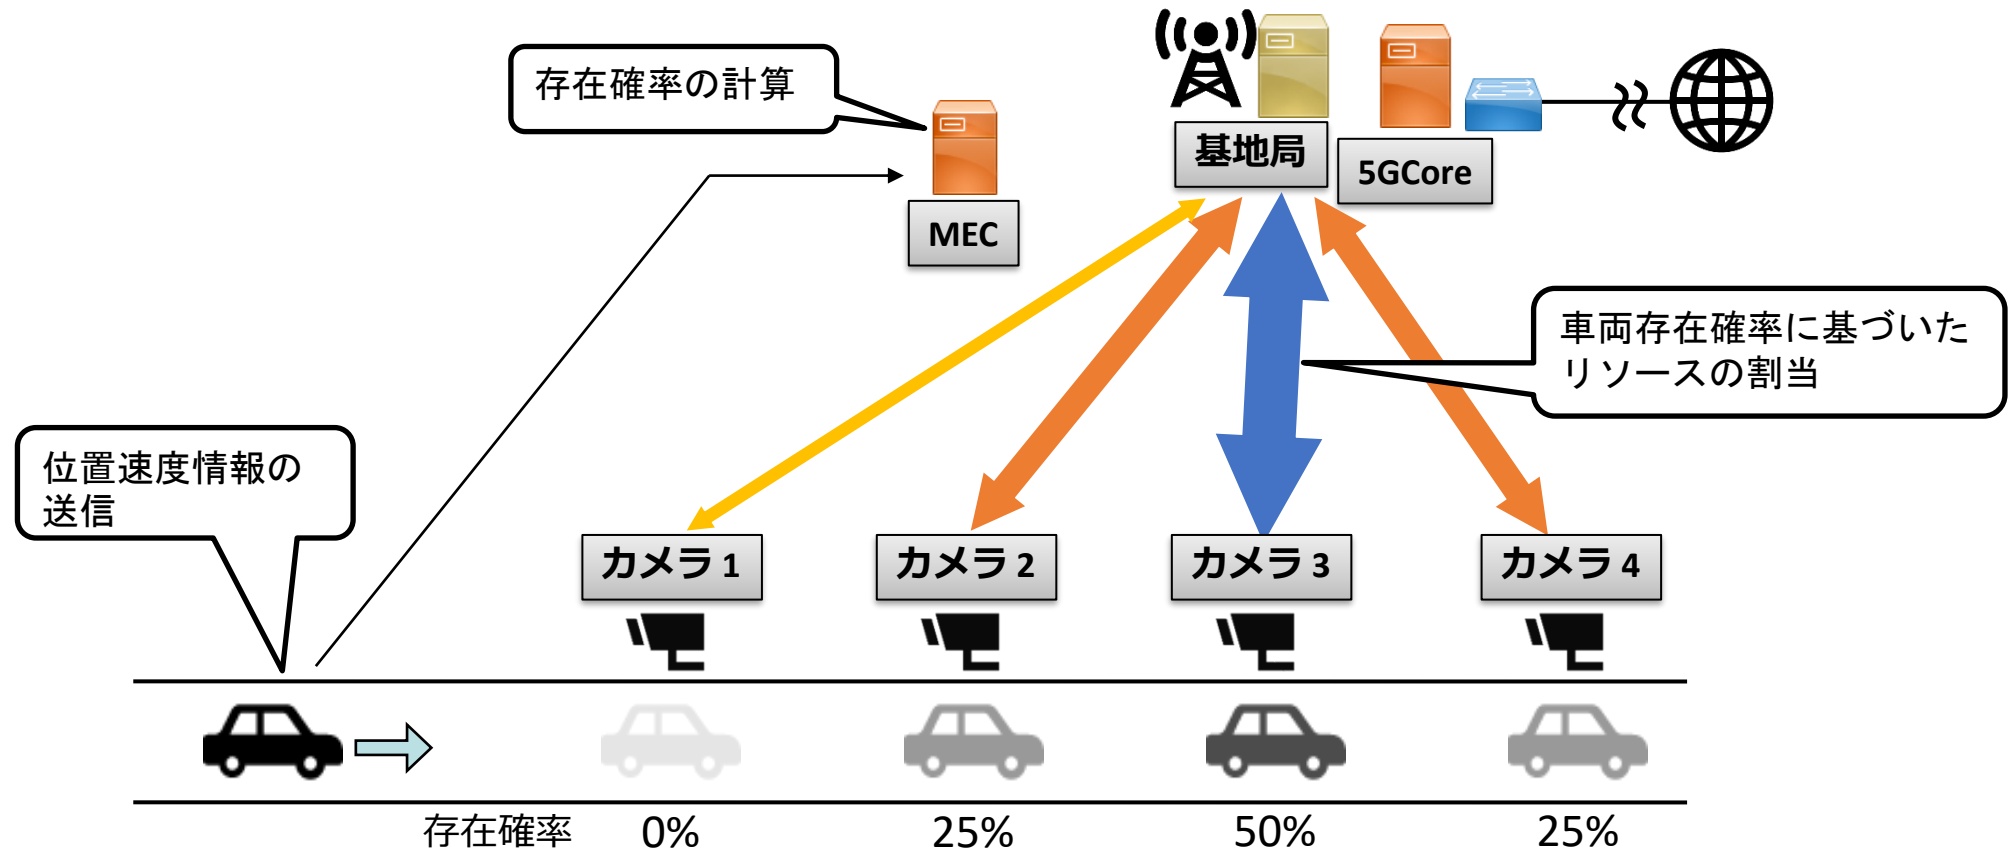 存在確率の計算
基地局
5GCore
MEC
車両存在確率に基づいた
リソースの割当
位置速度情報の
送信
カメラ1
カメラ2
カメラ3
カメラ4
存在確率 0% 25% 50% 25%